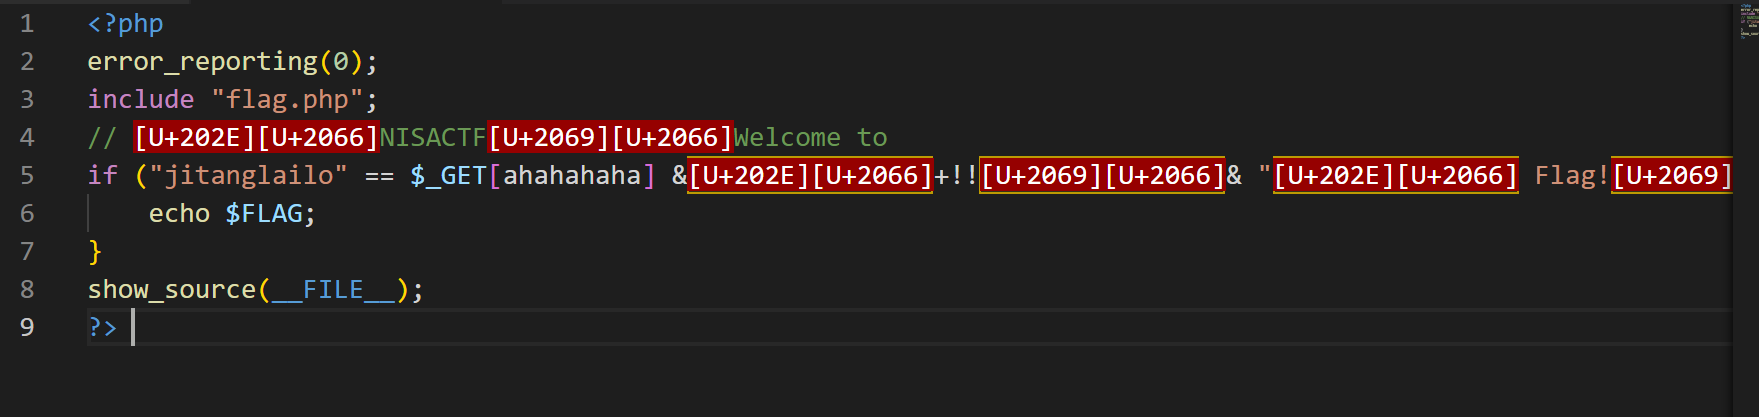 1 <?php
2 error_reporting(0);
3 include "flag.php";
4 // [U+202E][U+2066]NISACTF[U+2069][U+2066]Welcome to
5 if ("jitanglailo" == $_GET[ahahahaha] &[U+202E][U+2066]+!![U+2069][U+2066]& "[U+202E][U+2066] Flag![U+2069]
6 echo $FLAG;
7 }
8 show_source(__FILE__);
9 ?>